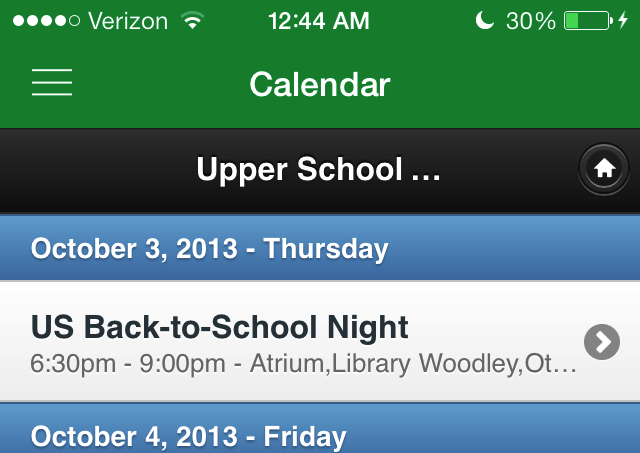 Verizon 12:44 AM 30%
Calendar
Upper School ...
October 3, 2013 - Thursday
US Back-to-School Night
6:30pm - 9:00pm - Atrium,Library Woodley,Ot...
October 4, 2013 - Friday